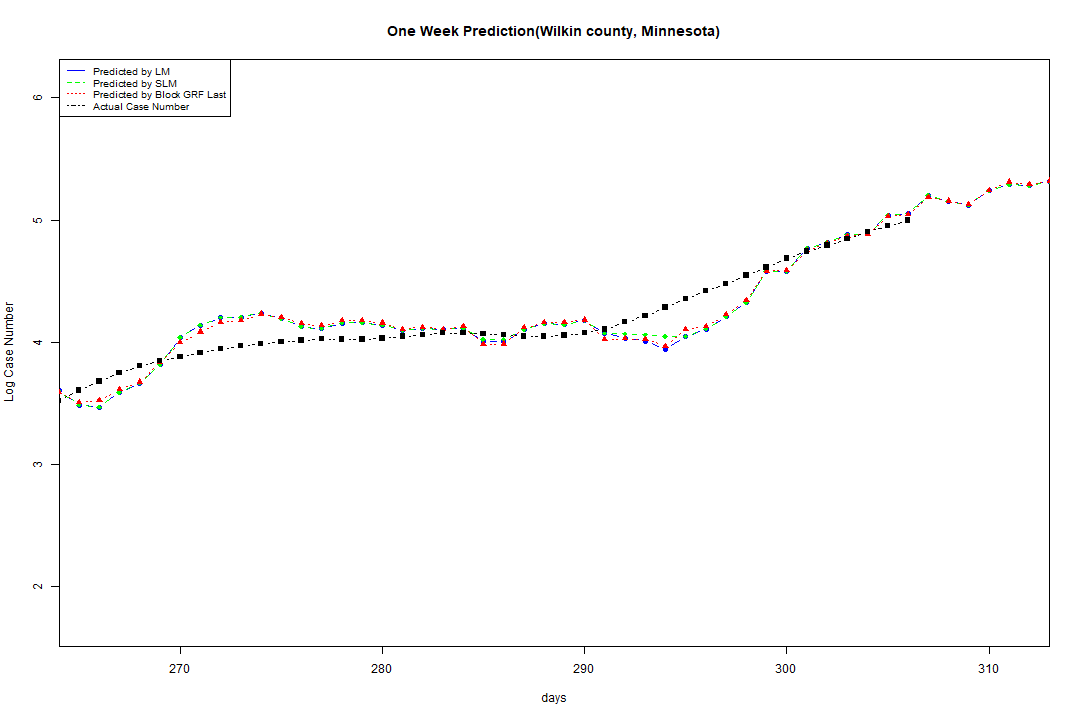 One Week Prediction(Wilkin county, Minnesota)
Predicted by LM
Predicted by SLM
Predicted by Block GRF Last
Actual Case Number
6
5
4
3
2
Log Case Number
270 280 290 300 310
days